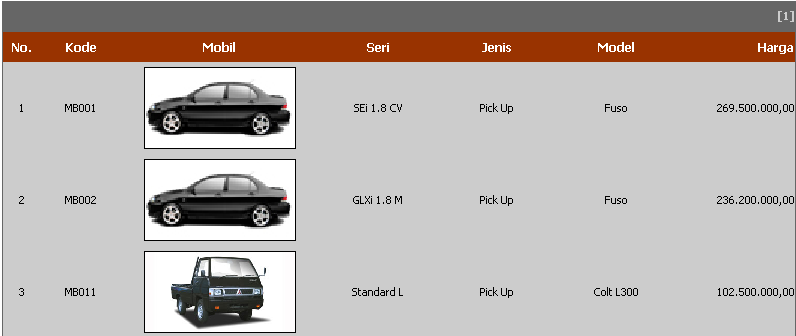 [1]
No. Kode Mobil Seri Jenis Model Harga
1 MB001 SEi 1.8 CV Pick Up Fuso 269.500.000,00
2 MB002 GLXi 1.8 M Pick Up Fuso 236.200.000,00
3 MB011 Standard L Pick Up Colt L300 102.500.000,00